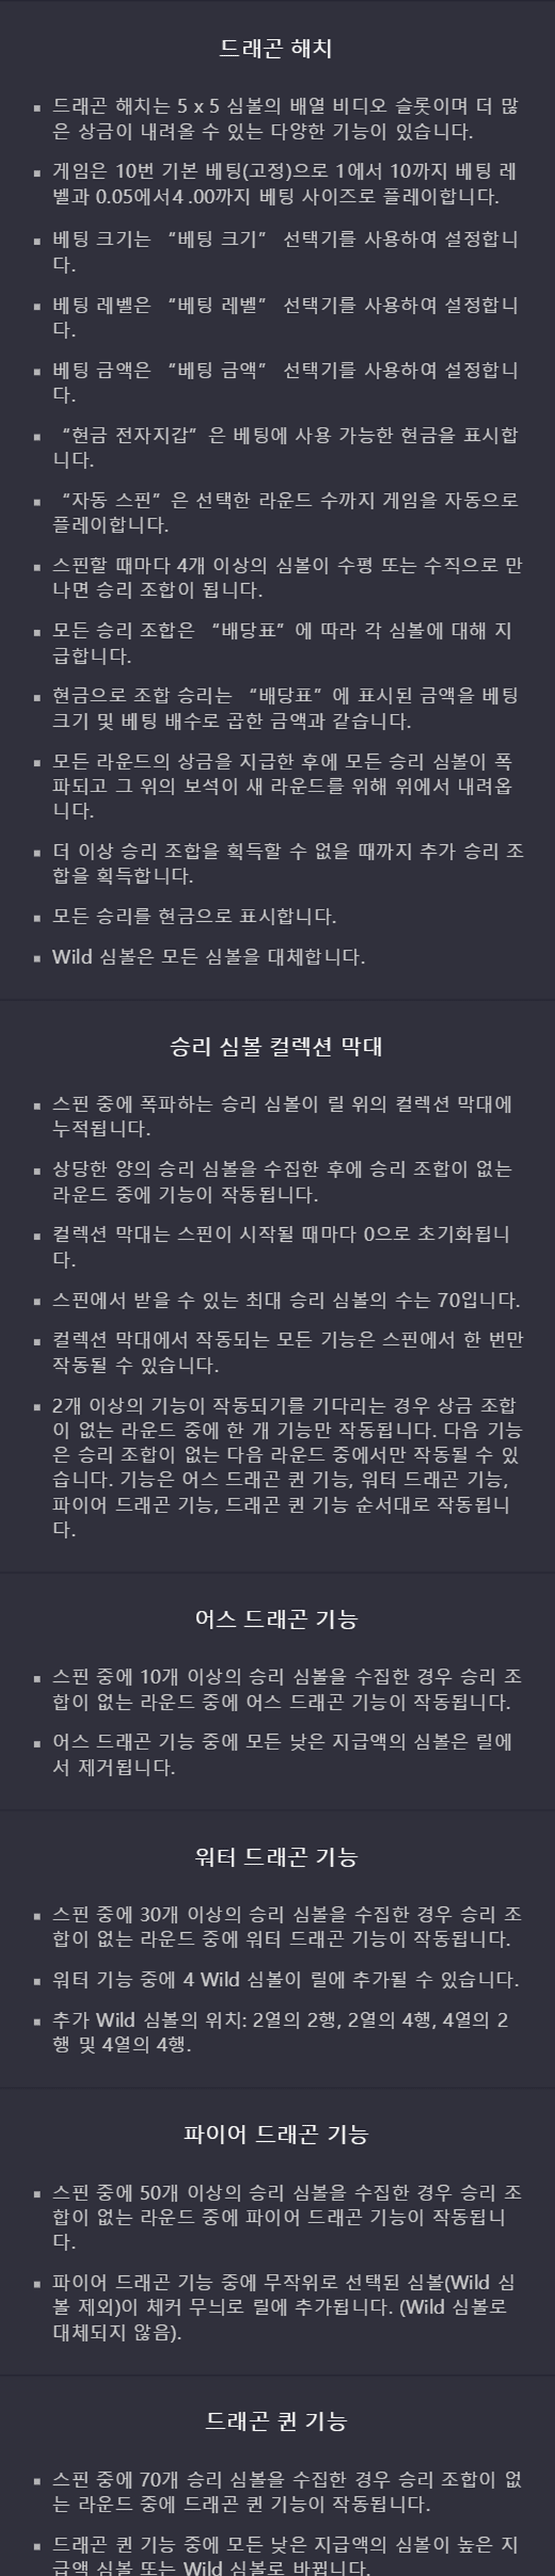 드래곤 해치
▪ 드래곤 해치는 5 x 5 심볼의 배열 비디오 슬롯이며 더 많
은 상금이 내려올 수 있는 다양한 기능이 있습니다.
▪ 게임은 10번 기본 베팅(고정)으로 1에서 10까지 베팅 레
벨과 0.05에서4 .00까지 베팅 사이즈로 플레이합니다.
▪ 베팅 크기는 “베팅 크기” 선택기를 사용하여 설정합니
다.
▪ 베팅 레벨은 “베팅 레벨” 선택기를 사용하여 설정합니
다.
▪ 베팅 금액은 “베팅 금액” 선택기를 사용하여 설정합니
다.
▪ “현금 전자지갑” 은 베팅에 사용 가능한 현금을 표시합
니다.
▪ “자동 스핀” 은 선택한 라운드 수까지 게임을 자동으로
플레이합니다.
▪ 스핀할 때마다 4개 이상의 심볼이 수평 또는 수직으로 만
나면 승리 조합이 됩니다.
▪ 모든 승리 조합은 “배당표” 에 따라 각 심볼에 대해 지
급합니다.
▪ 현금으로 조합 승리는 “배당표” 에 표시된 금액을 베팅
크기 및 베팅 배수로 곱한 금액과 같습니다.
▪ 모든 라운드의 상금을 지급한 후에 모든 승리 심볼이 폭
파되고 그 위의 보석이 새 라운드를 위해 위에서 내려옵
니다.
▪ 더 이상 승리 조합을 획득할 수 없을 때까지 추가 승리 조
합을 획득합니다.
▪ 모든 승리를 현금으로 표시합니다.
▪ Wild 심볼은 모든 심볼을 대체합니다.
승리 심볼 컬렉션 막대
▪ 스핀 중에 폭파하는 승리 심볼이 릴 위의 컬렉션 막대에
누적됩니다.
▪ 상당한 양의 승리 심볼을 수집한 후에 승리 조합이 없는
라운드 중에 기능이 작동됩니다.
▪ 컬렉션 막대는 스핀이 시작될 때마다 0으로 초기화됩니
다.
▪ 스핀에서 받을 수 있는 최대 승리 심볼의 수는 70입니다.
▪ 컬렉션 막대에서 작동되는 모든 기능은 스핀에서 한 번만
작동될 수 있습니다.
▪ 2개 이상의 기능이 작동되기를 기다리는 경우 상금 조합
이 없는 라운드 중에 한 개 기능만 작동됩니다. 다음 기능
은 승리 조합이 없는 다음 라운드 중에서만 작동될 수 있
습니다. 기능은 어스 드래곤 퀸 기능, 워터 드래곤 기능,
파이어 드래곤 기능, 드래곤 퀸 기능 순서대로 작동됩니
다.
어스 드래곤 기능
▪ 스핀 중에 10개 이상의 승리 심볼을 수집한 경우 승리 조
합이 없는 라운드 중에 어스 드래곤 기능이 작동됩니다.
▪ 어스 드래곤 기능 중에 모든 낮은 지급액의 심볼은 릴에
서 제거됩니다.
워터 드래곤 기능
▪ 스핀 중에 30개 이상의 승리 심볼을 수집한 경우 승리 조
합이 없는 라운드 중에 워터 드래곤 기능이 작동됩니다.
▪ 워터 기능 중에 4 Wild 심볼이 릴에 추가될 수 있습니다.
▪ 추가 Wild 심볼의 위치: 2열의 2행, 2열의 4행, 4열의 2
행 및 4열의 4행.
파이어 드래곤 기능
▪ 스핀 중에 50개 이상의 승리 심볼을 수집한 경우 승리 조
합이 없는 라운드 중에 파이어 드래곤 기능이 작동됩니
다.
▪ 파이어 드래곤 기능 중에 무작위로 선택된 심볼(Wild 심
볼 제외)이 체커 무늬로 릴에 추가됩니다. (Wild 심볼로
대체되지 않음).
드래곤 퀸 기능
▪ 스핀 중에 70개 승리 심볼을 수집한 경우 승리 조합이 없
는 라운드 중에 드래곤 퀸 기능이 작동됩니다.
▪ 드래곤 퀸 기능 중에 모든 낮은 지급액의 심볼이 높은 지
급액 심볼 또는 Wild 심볼로 바뀝니다.